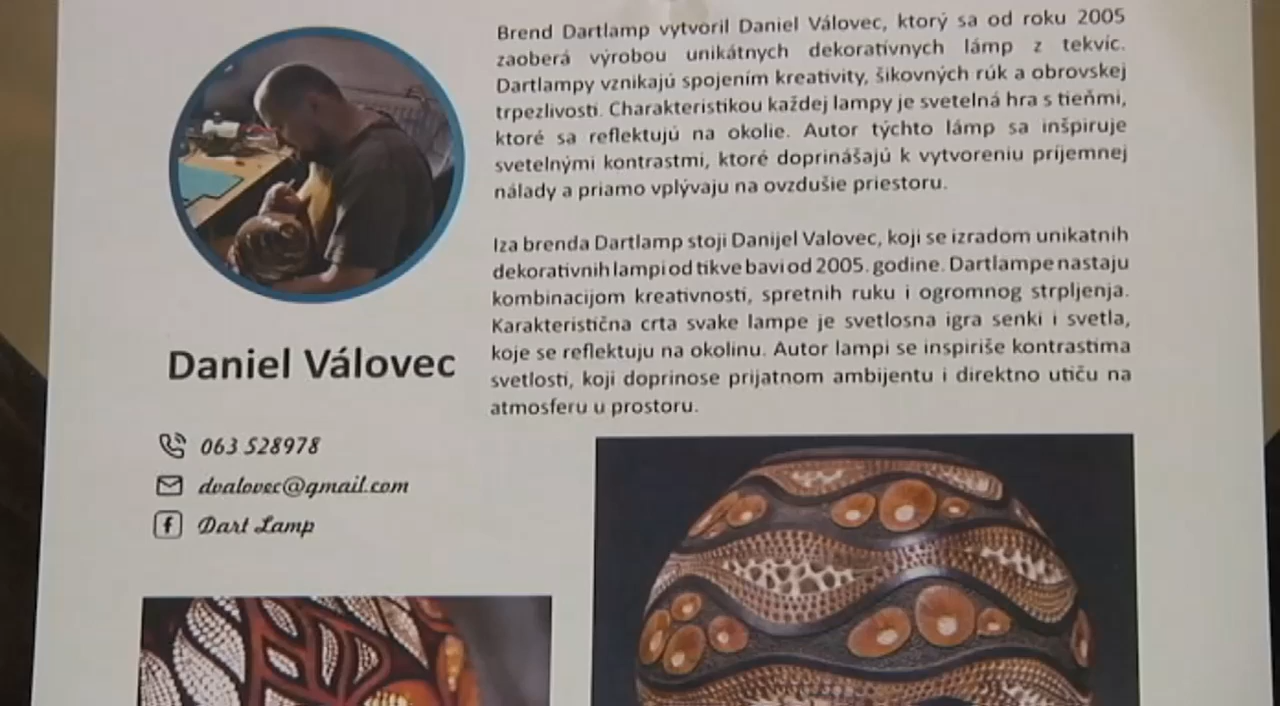 Brend Dartlamp vytvoril Daniel Válovec, ktorý sa od roku 2005
zaoberá výrobou unikátnych dekoratívnych lámp z tekvíc.
Dartlampy vznikajú spojením kreativity, šikovných rúk a obrovskej
trpezlivosti. Charakteristikou každej lampy je svetelná hra s tieňmi,
ktoré sa reflektujú na okolie. Autor týchto lámp sa inšpiruje
svetelnými kontrastmi, ktoré doprinášajú k vytvoreniu príjemnej
nálady a priamo vplývaju na ovzdušie priestoru.
Iza brenda Dartlamp stoji Danijel Valovec, koji se izradom unikatnih
dekorativnih lampi od tikve bavi od 2005. godine. Dartlampe nastaju
kombinacijom kreativnosti, spretnih ruku i ogromnog strpljenja.
Karakteristična crta svake lampe je svetlosna igra senki i svetla,
koje se reflektuju na okolinu. Autor lampi se inspiriše kontrastima
svetlosti, koji doprinose prijatnom ambijentu i direktno utiču na
atmosferu u prostoru.
Daniel Válovec
063 528978
dvalovec@gmail.com
Dart Lamp